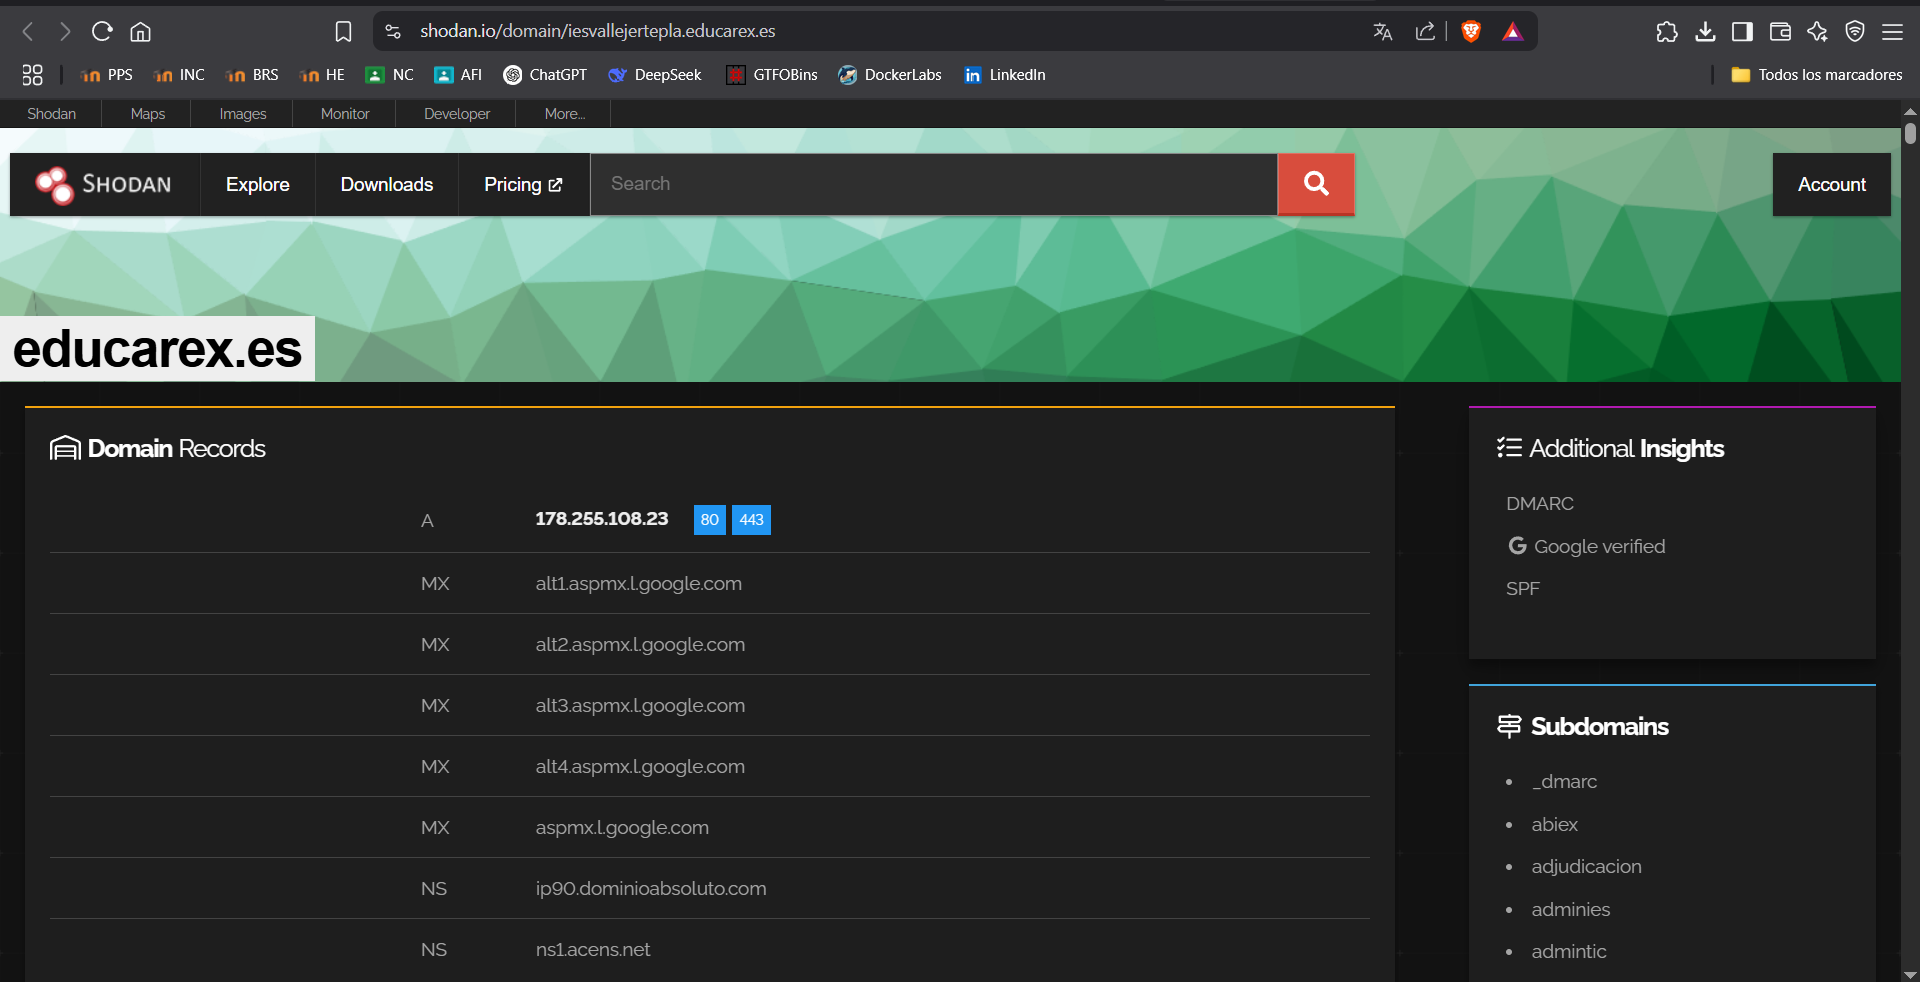 shodan.io/domain/iesvallejertepla.educarex.es
PPS INC BRS HE NC AFI ChatGPT DeepSeek GTFOBins DockerLabs LinkedIn Todos los marcadores
Shodan Maps Images Monitor Developer More...
SHODAN Explore Downloads Pricing Search Account
educarex.es
Domain Records
A 178.255.108.23 80 443
MX alt1.aspmx.l.google.com
MX alt2.aspmx.l.google.com
MX alt3.aspmx.l.google.com
MX alt4.aspmx.l.google.com
MX aspmx.l.google.com
NS ip90.dominioabsoluto.com
NS ns1.acens.net
Additional Insights
DMARC
Google verified
SPF
Subdomains
_dmarc
abiex
adjudicacion
adminies
admintic